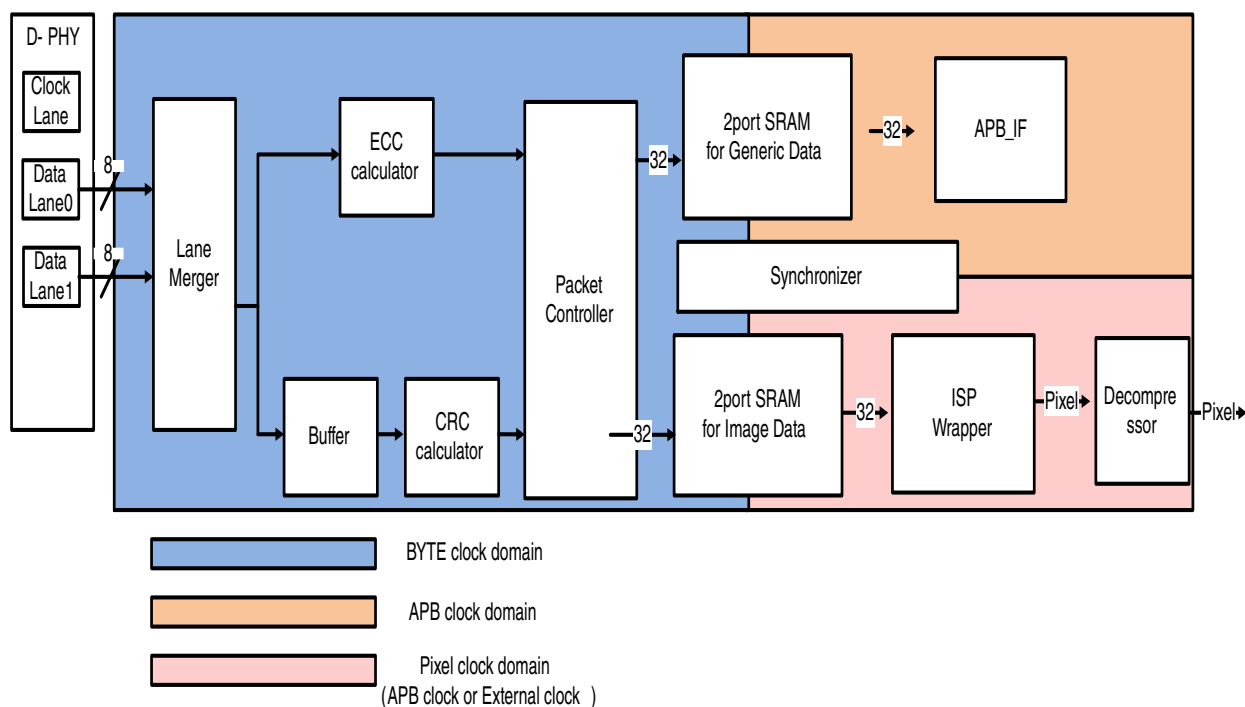 D- PHY
Clock
Lane
Data
Lane0
Data
Lane1
8
8
Lane
Merger
ECC
calculator
Buffer
CRC
calculator
Packet
Controller
32
32
2port SRAM
for Generic Data
32
APB_IF
Synchronizer
2port SRAM
for Image Data
32
ISP
Wrapper
Pixel
Decompre
ssor
Pixel
BYTE clock domain
APB clock domain
Pixel clock domain
(APB clock or External clock )